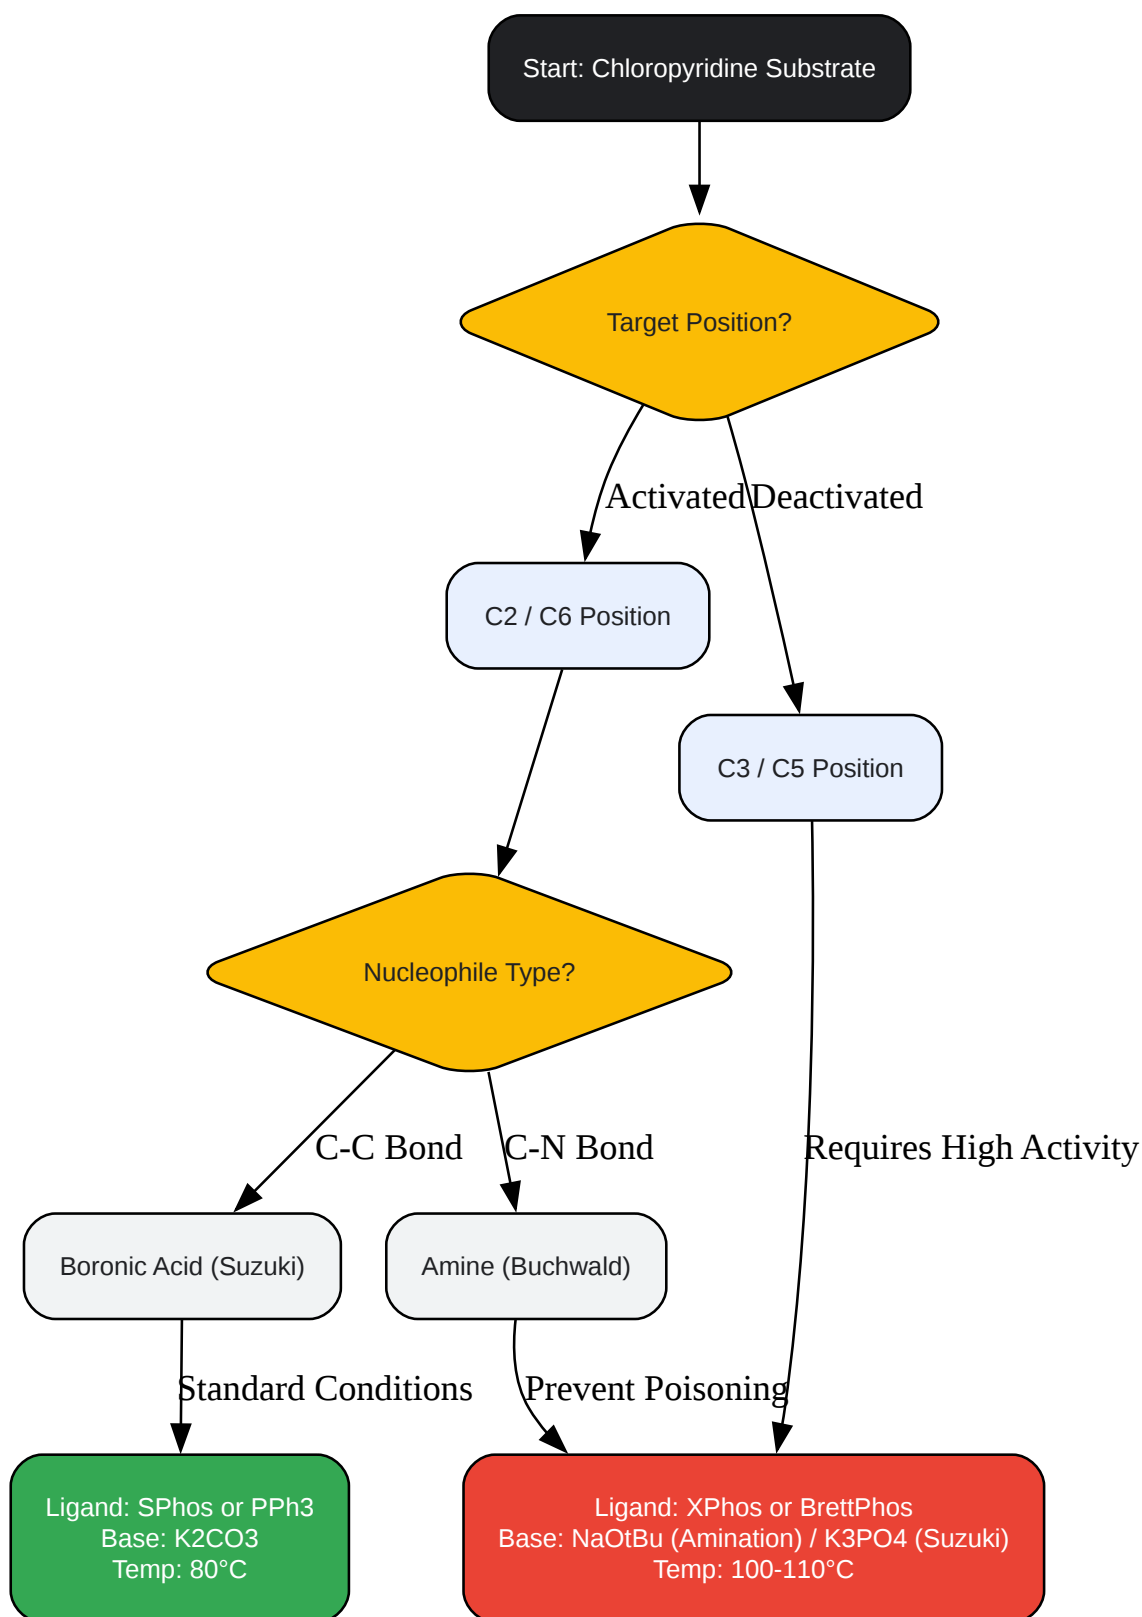 Start: Chloropyridine Substrate
Target Position?
Activated
Deactivated
C2 / C6 Position
C3 / C5 Position
Nucleophile Type?
C-C Bond
C-N Bond
Requires High Activity
Boronic Acid (Suzuki)
Amine (Buchwald)
Standard Conditions
Prevent Poisoning
Ligand: SPhos or PPh3
Base: K2CO3
Temp: 80°C
Ligand: XPhos or BrettPhos
Base: NaOtBu (Amination) / K3PO4 (Suzuki)
Temp: 100-110°C